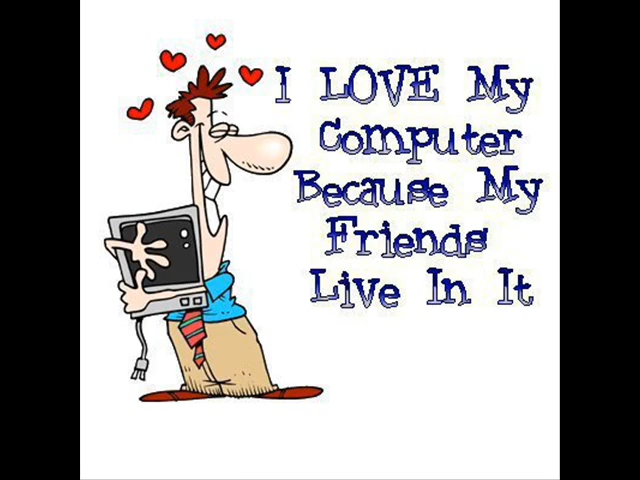 I LOVE My
Computer
Because My
Friends
Live In It